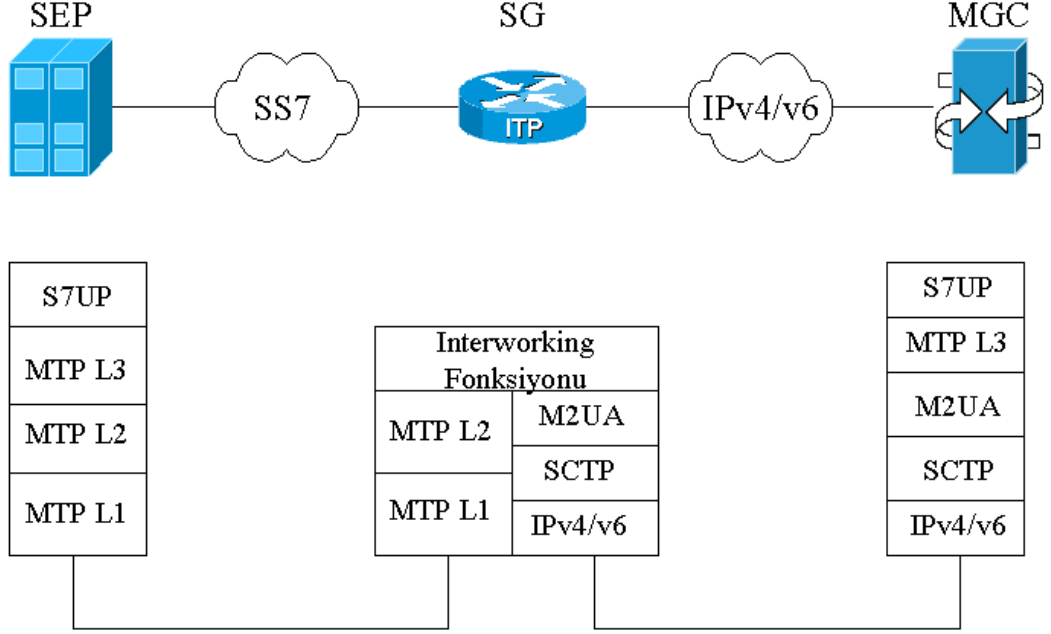 SEP
SG
MGC
SS7
ITP
IPv4/v6
S7UP
MTP L3
MTP L2
MTP L1
Interworking
Fonksiyonu
MTP L2
MTP L1
M2UA
SCTP
IPv4/v6
S7UP
MTP L3
M2UA
SCTP
IPv4/v6